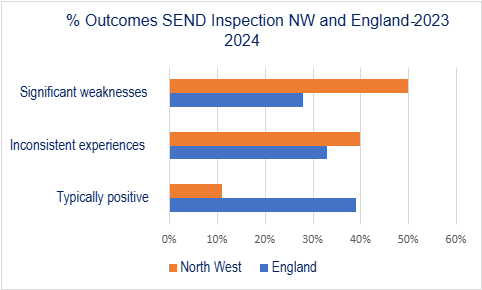 % Outcomes SEND Inspection NW and England-2023
2024
Significant weaknesses
Inconsistent experiences
Typically positive
0% 10% 20% 30% 40% 50% 60%
North West England